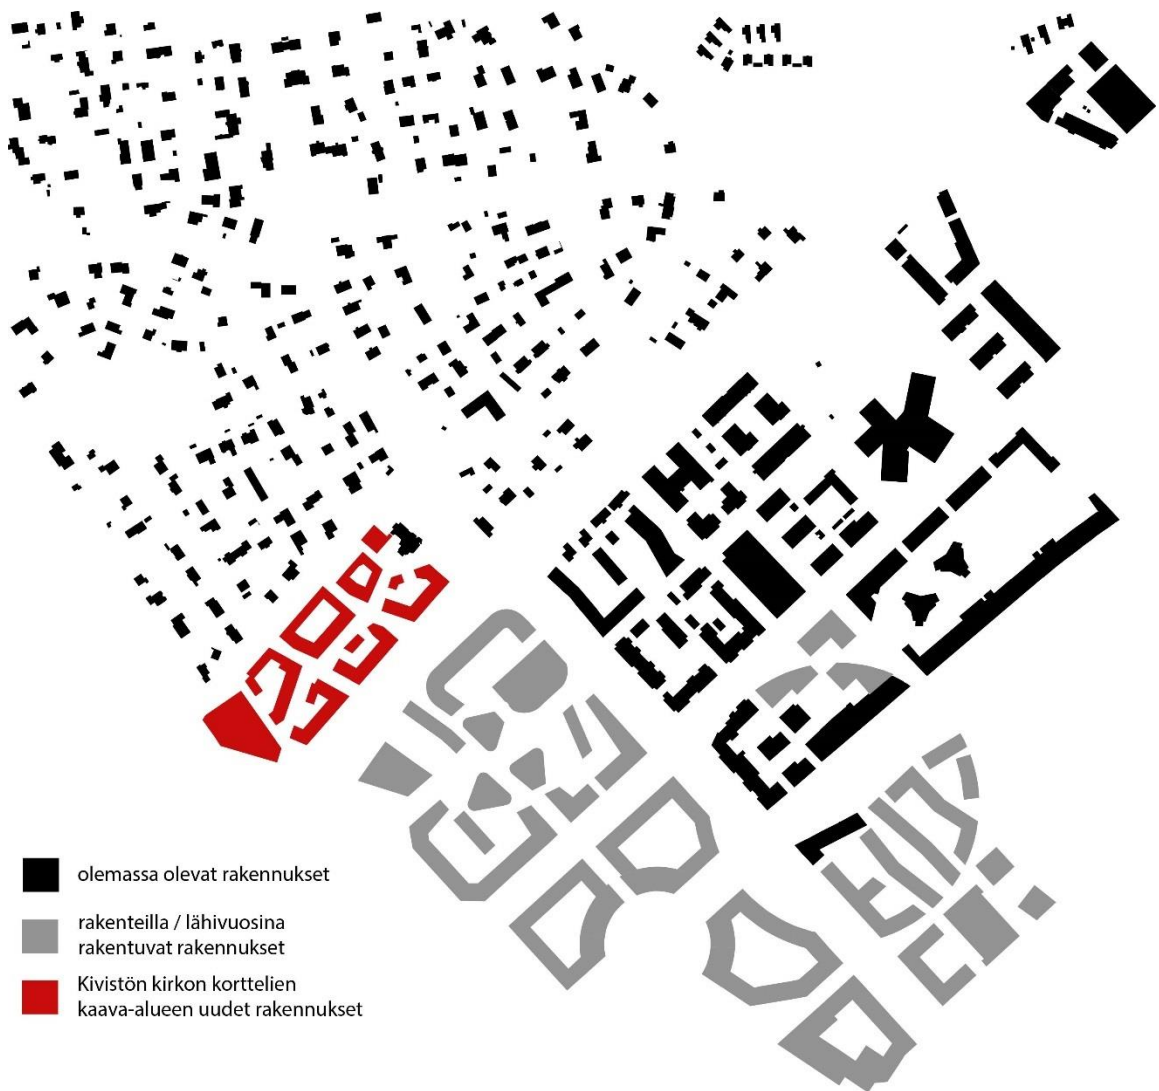 olemassa olevat rakennukset
rakenteilla / lähivuosina
rakentuvat rakennukset
Kivistön kirkon korttelien
kaava-alueen uudet rakennukset